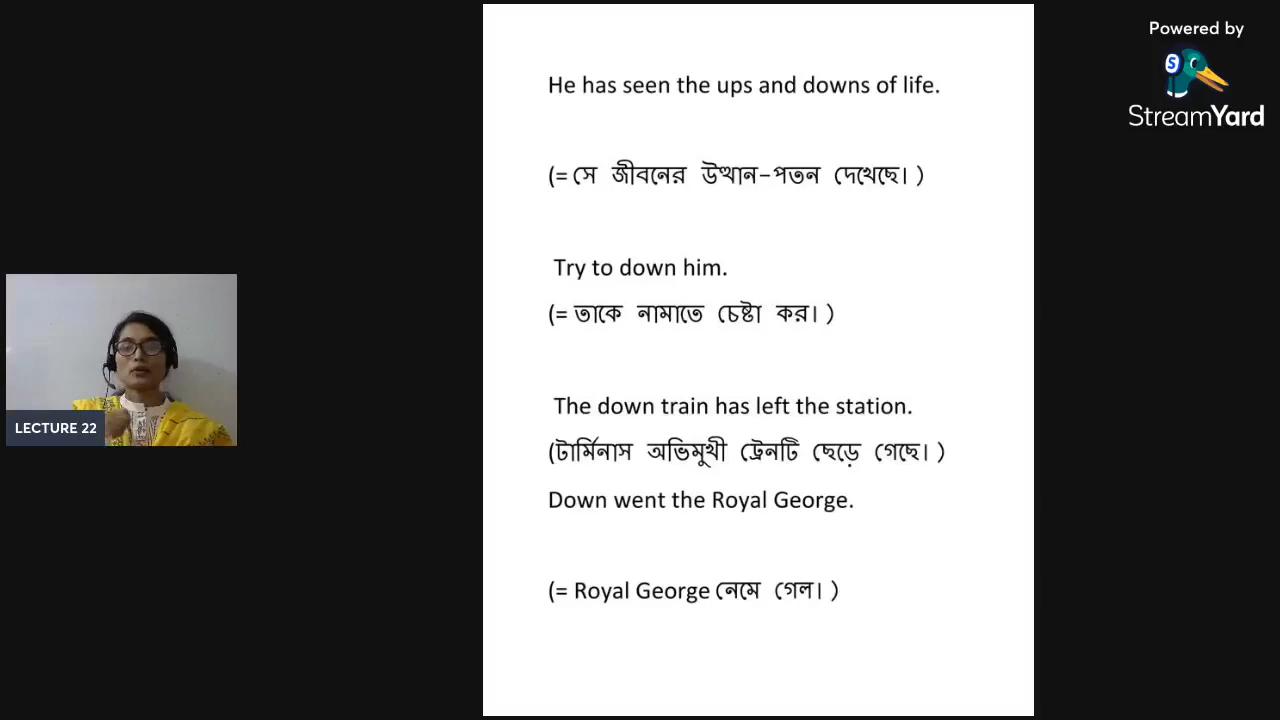 Powered by
StreamYard
He has seen the ups and downs of life.
(= সে জীবনের উত্থান-পতন দেখেছে। )
Try to down him.
(= তাকে নামাতে চেষ্টা কর। )
The down train has left the station.
(টার্মিনাস অভিমুখী ট্রেনটি ছেড়ে গেছে। )
Down went the Royal George.
(= Royal George নেমে গেল। )
LECTURE 22